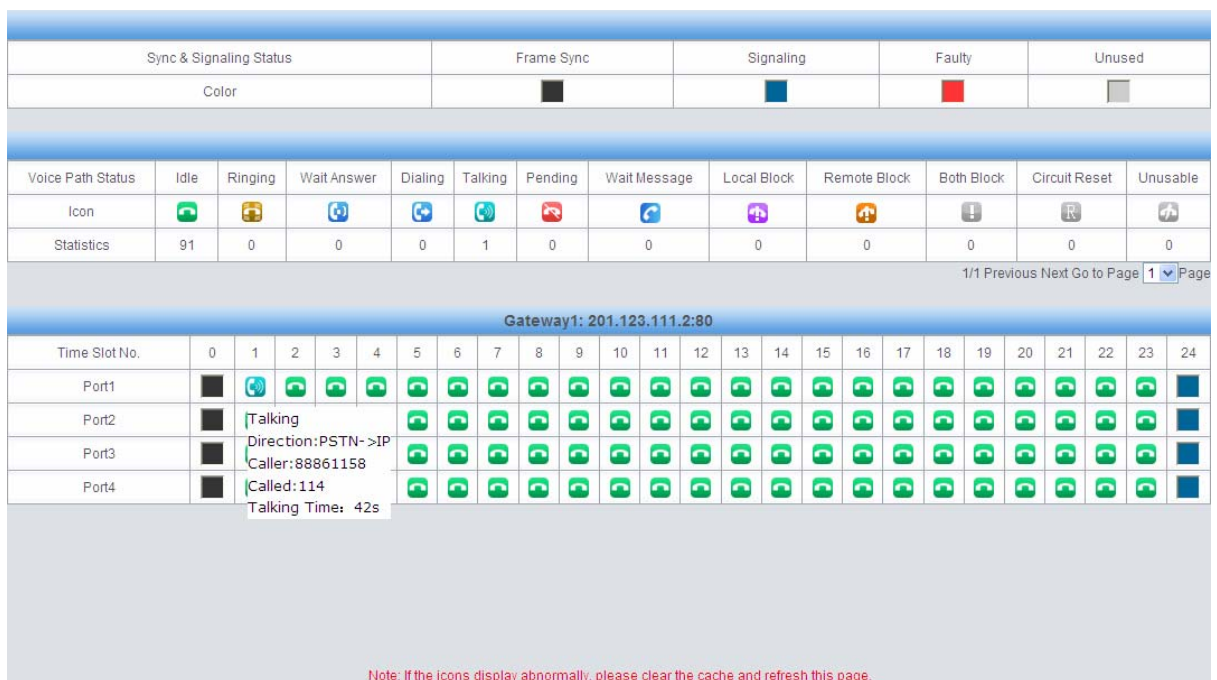 Sync & Signaling Status Frame Sync Signaling Faulty Unused
Color
Voice Path Status Idle Ringing Wait Answer Dialing Talking Pending Wait Message Local Block Remote Block Both Block Circuit Reset Unusable
Icon
Statistics 91 0 0 0 1 0 0 0 0 0 0 0
1/1 Previous Next Go to Page 1 Page
Gateway1: 201.123.111.2:80
Time Slot No. 0 1 2 3 4 5 6 7 8 9 10 11 12 13 14 15 16 17 18 19 20 21 22 23 24
Port1
Port2
Talking
Direction:PSTN->IP
Port3
Caller:88861158
Port4
Called:114
Talking Time: 42s
Note: If the icons display abnormally, please clear the cache and refresh this page.